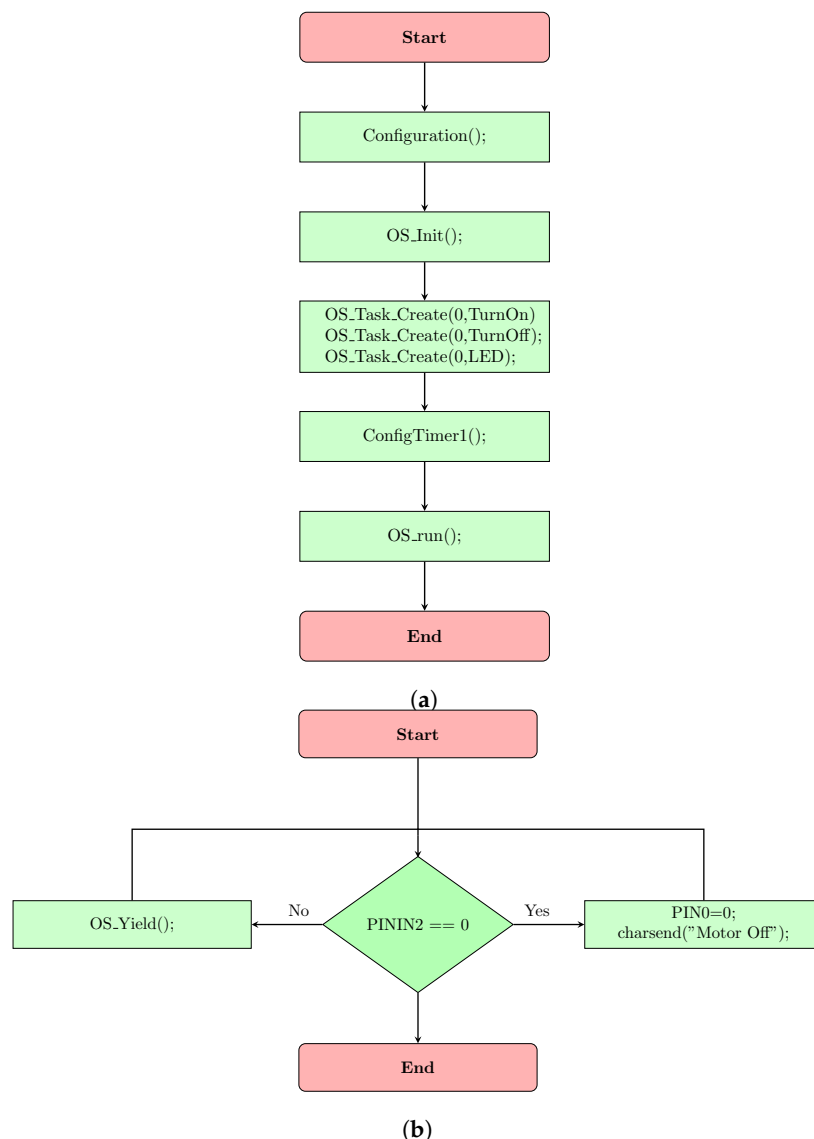 Start
Configuration();
OS_Init();
OS_Task_Create(0,TurnOn)
OS_Task_Create(0,TurnOff);
OS_Task_Create(0,LED);
ConfigTimer1();
OS_run();
End
(a)
Start
No
Yes
OS_Yield();
PININ2 == 0
PIN0=0;
charsend("Motor Off");
End
(b)